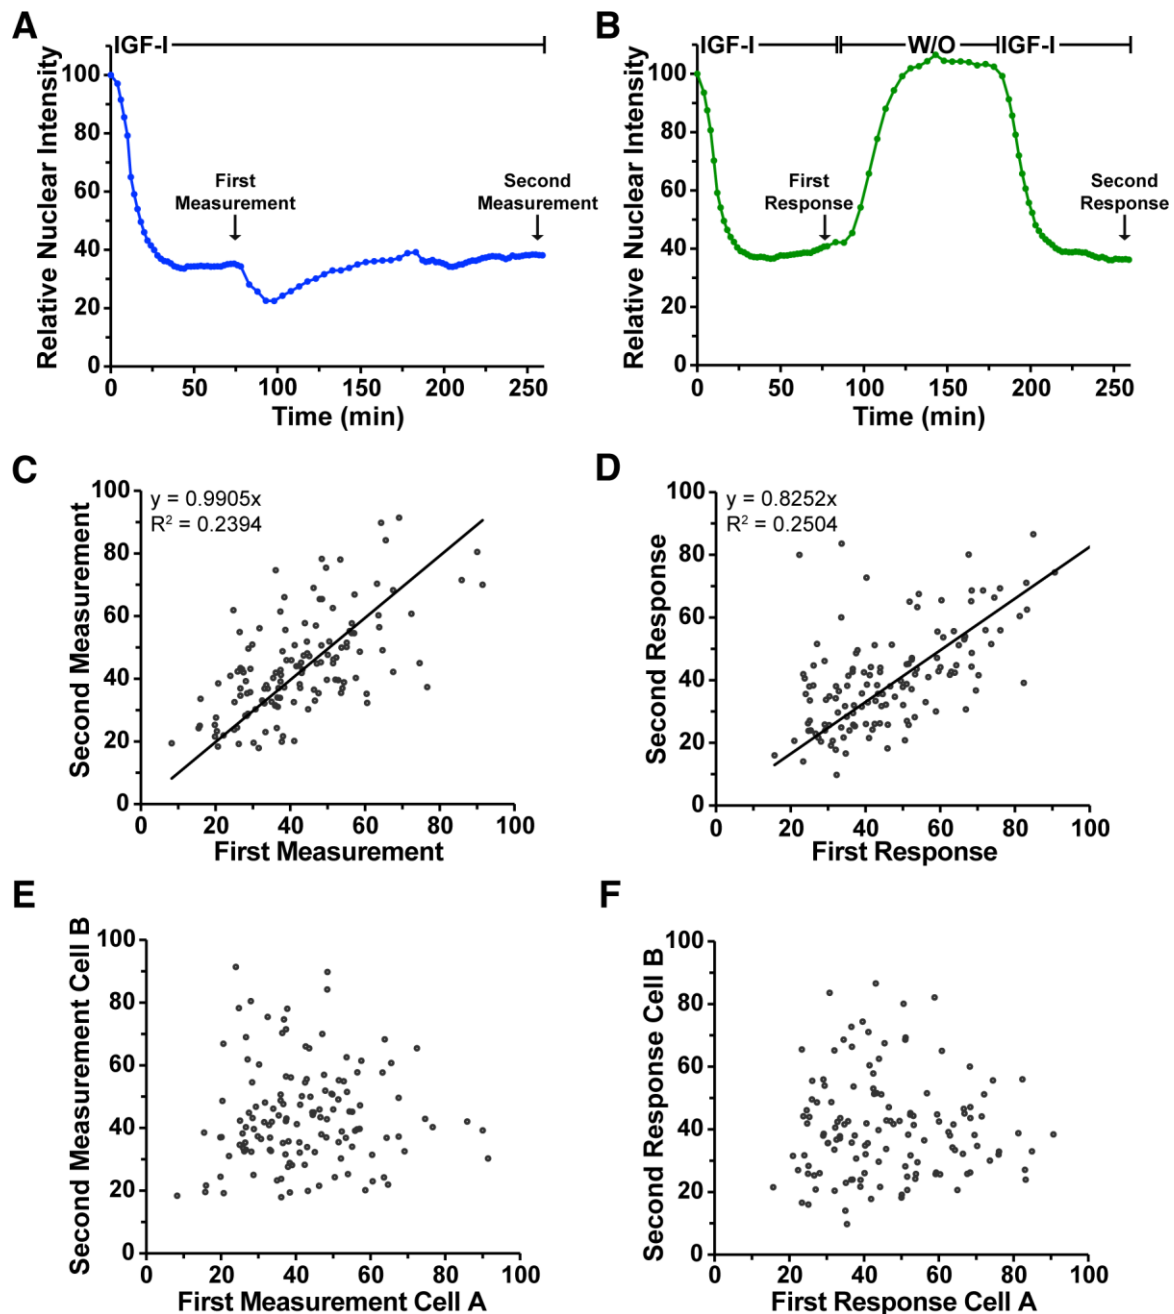 A
IGF-I
Relative Nuclear Intensity
100
80
60
40
20
0
First
Measurement
Second
Measurement
0 50 100 150 200 250
Time (min)
B
IGF-I W/O IGF-I
Relative Nuclear Intensity
100
80
60
40
20
0
First
Response
Second
Response
0 50 100 150 200 250
Time (min)
C
y = 0.9905x
R² = 0.2394
Second Measurement
100
80
60
40
20
0
0 20 40 60 80 100
First Measurement
D
y = 0.8252x
R² = 0.2504
Second Response
100
80
60
40
20
0
0 20 40 60 80 100
First Response
E
Second Measurement Cell B
100
80
60
40
20
0
0 20 40 60 80 100
First Measurement Cell A
F
Second Response Cell B
100
80
60
40
20
0
0 20 40 60 80 100
First Response Cell A